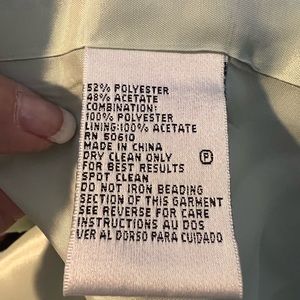 52% POLYESTER
48% ACETATE
COMBINATION:
100% POLYESTER
LINING:100% ACETATE
RN 50610
MADE IN CHINA
DRY CLEAN ONLY
FOR BEST RESULTS P
SPOT CLEAN
DO NOT IRON BEADING
SECTION OF THIS GARMENT
SEE REVERSE FOR CARE
INSTRUCTIONS AU DOS
VER AL DORSO PARA CUIDADO